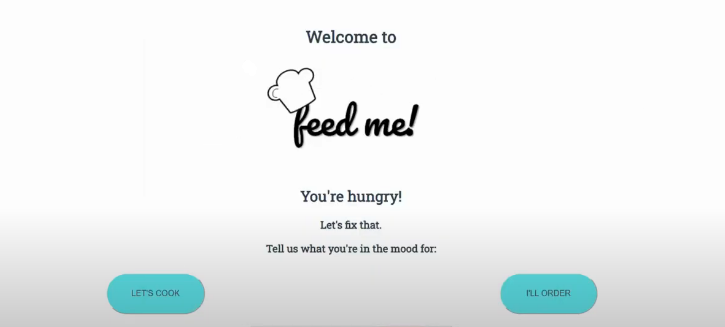 Welcome to
feed me!
You're hungry!
Let's fix that.
Tell us what you're in the mood for:
LET'S COOK
I'LL ORDER